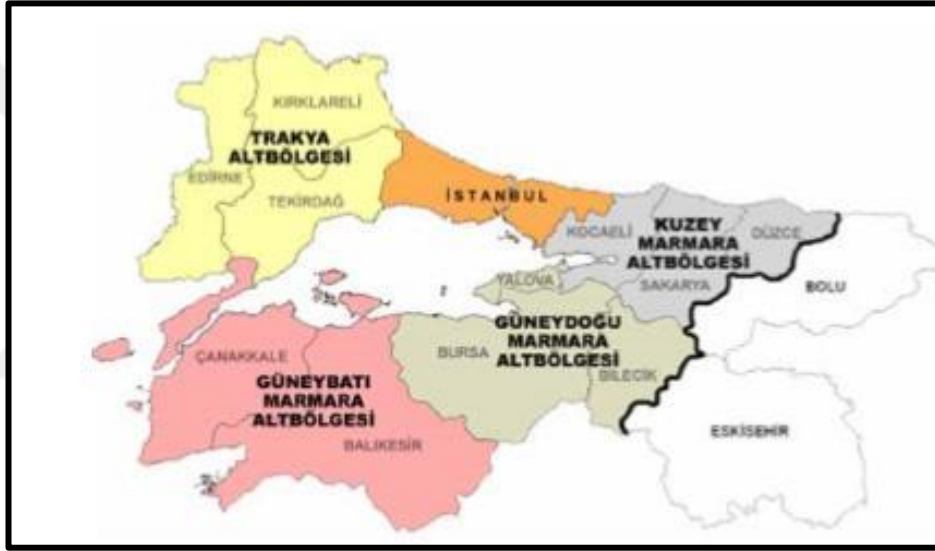 KIRKLARELİ
TRAKYA
ALTBÖLGESİ
EDİRNE
TEKİRDAĞ
İSTANBUL
KOCAELİ
KUZEY
MARMARA
ALTBÖLGESİ
DÜZCE
SAKARYA
BOLU
YALOVA
GÜNEYDOĞU
MARMARA
ALTBÖLGESİ
BURSA
BİLECİK
ÇANAKKALE
GÜNEYBATI
MARMARA
ALTBÖLGESİ
BALIKESİR
ESKİSEHİR